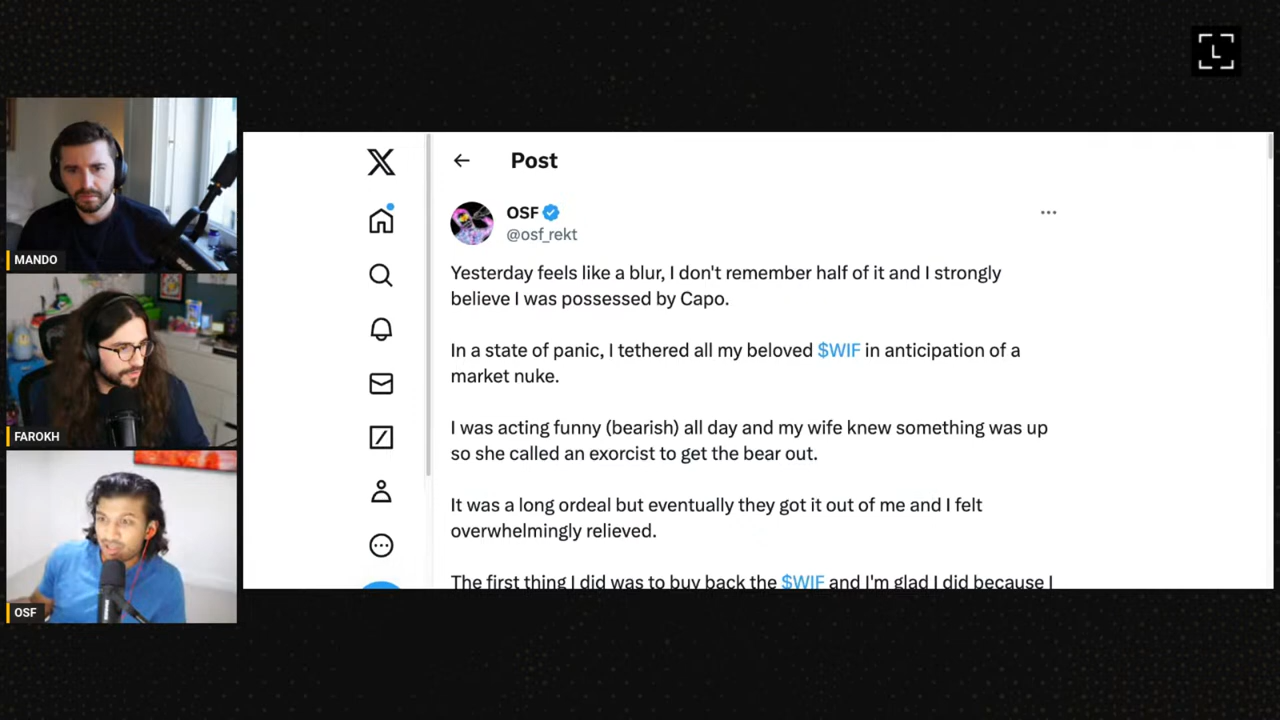 L
MANDO
FAROKH
OSF
X
Post
OSF
@osf_rekt
Yesterday feels like a blur, I don't remember half of it and I strongly
believe I was possessed by Capo.
In a state of panic, I tethered all my beloved $WIF in anticipation of a
market nuke.
I was acting funny (bearish) all day and my wife knew something was up
so she called an exorcist to get the bear out.
It was a long ordeal but eventually they got it out of me and I felt
overwhelmingly relieved.
The first thing I did was to buy back the $WIF and I'm glad I did because I